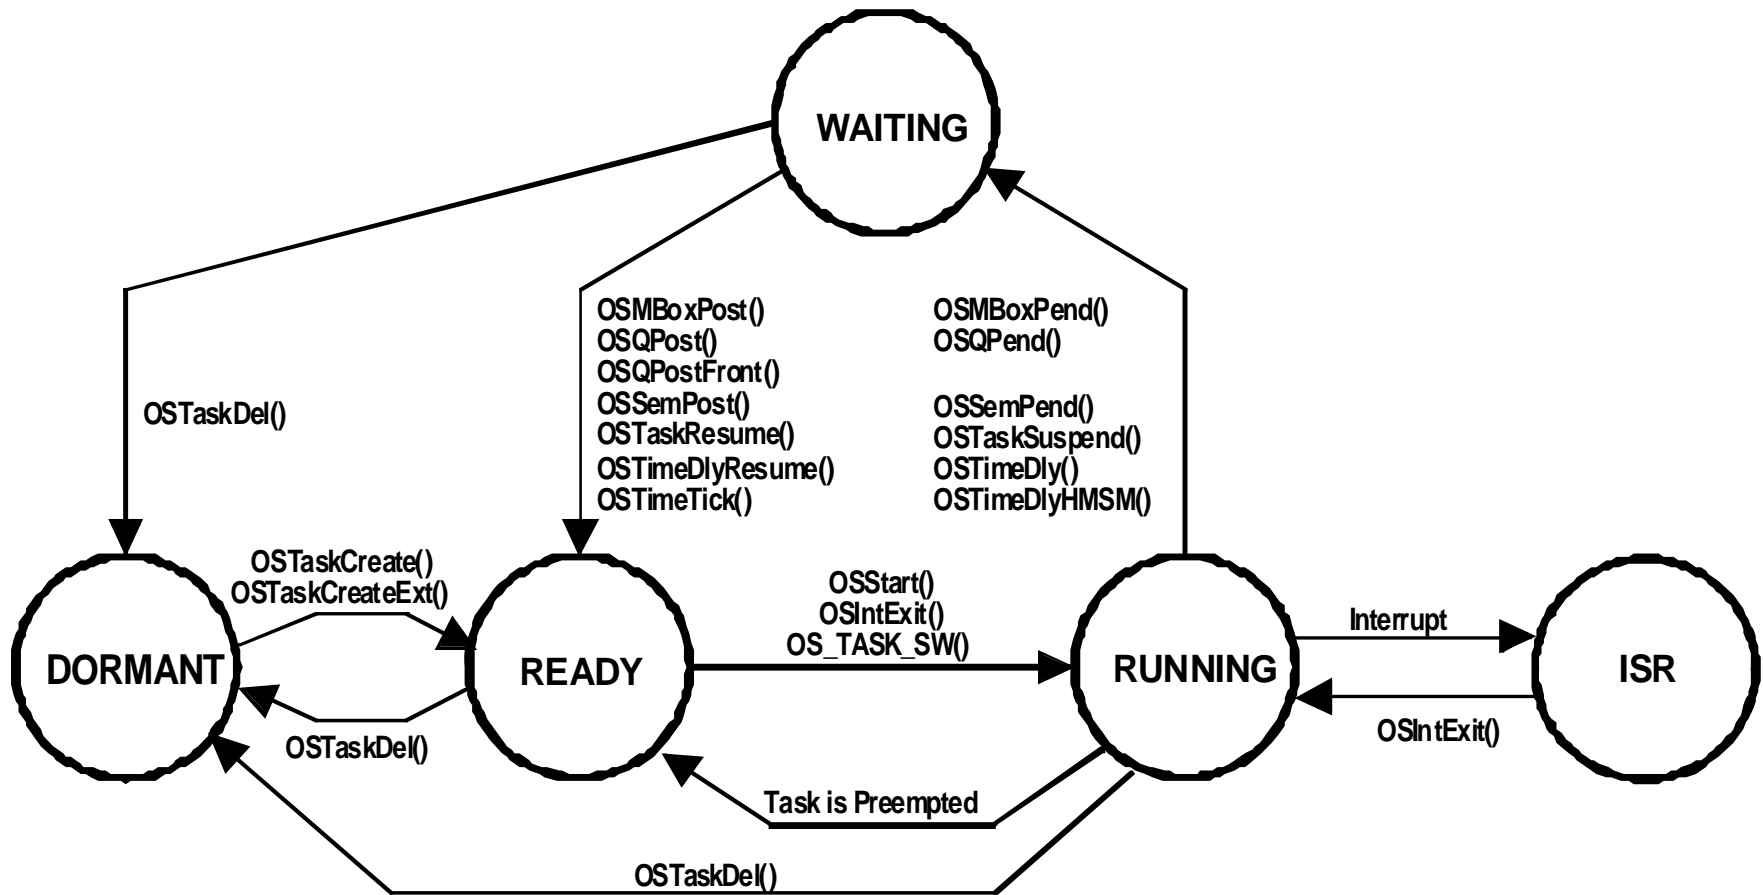 WAITING
OSMBoxPost()
OSQPost()
OSQPostFront()
OSSemPost()
OSTaskResume()
OSTimeDlyResume()
OSTimeTick()
OSMBoxPend()
OSQPend()
OSSemPend()
OSTaskSuspend()
OSTimeDly()
OSTimeDlyHMSM()
OSTaskDel()
OSTaskCreate()
OSTaskCreateExt()
OSStart()
OSIntExit()
OS_TASK_SW()
Interrupt
DORMANT
READY
RUNNING
ISR
OSTaskDel()
OSIntExit()
Task is Preempted
OSTaskDel()